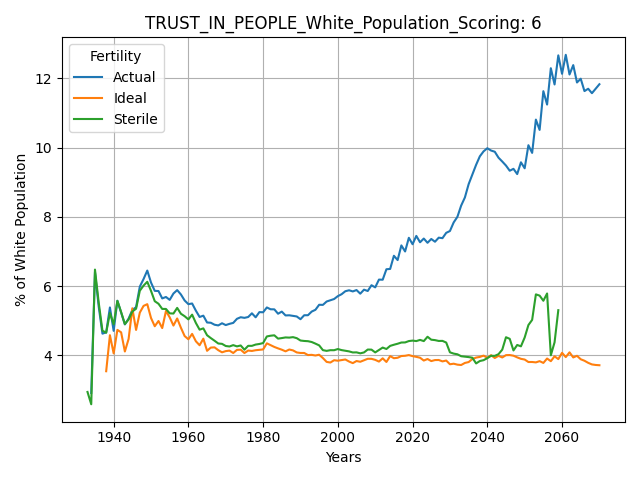 TRUST_IN_PEOPLE_White_Population_Scoring: 6
Fertility
Actual
Ideal
Sterile
% of White Population
12
10
8
6
4
1940 1960 1980 2000 2020 2040 2060
Years